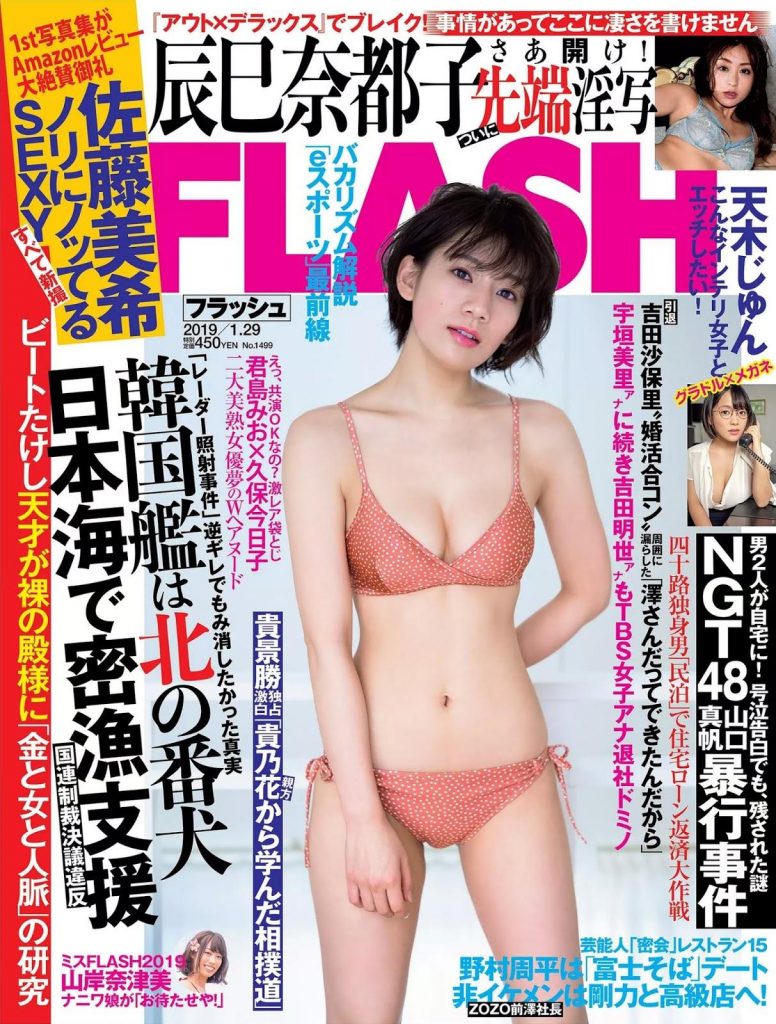 1st写真集が
Amazonレビュー
大絶賛御礼
佐藤美希
ノリにノッてる
SEXY
すべて新撮
『アウト×デラックス』でブレイク!
事情があってここに凄さを書けません
辰巳奈都子
さあ開け!
ついに
先端淫写
FLASH
フラッシュ
2019/1.29
特別定価450YEN No.1499
バカリズム解説
「eスポーツ」最前線
天木じゅん
こんなインテリ女子と
エッチしたい!
グラドル×メガネ
引退
吉田沙保里“婚活合コン”
周囲に漏らした
「澤さんだってできたんだから」
宇垣美里アナに続き吉田明世アナもTBS女子アナ退社ドミノ
四十路独身男「民泊」で住宅ローン返済大作戦
男2人が自宅に!号泣告白でも、残された謎
NGT48山口真帆暴行事件
えっ、共演OKなの?激レア袋とじ
君島みお×久保今日子
二大美熟女優夢のWヘアヌード
「レーダー照射事件」逆ギレでもみ消したかった真実
韓国艦は北の番犬
日本海で密漁支援
国連制裁決議違反
貴景勝
独占激白
「貴乃花親方から学んだ相撲道」
ビートたけし天才が裸の殿様に「金と女と人脈」の研究
ミスFLASH2019
山岸奈津美
ナニワ娘が「お待たせや!」
芸能人「密会」レストラン15
野村周平は「富士そば」デート
非イケメンは剛力と高級店へ!
ZOZO前澤社長